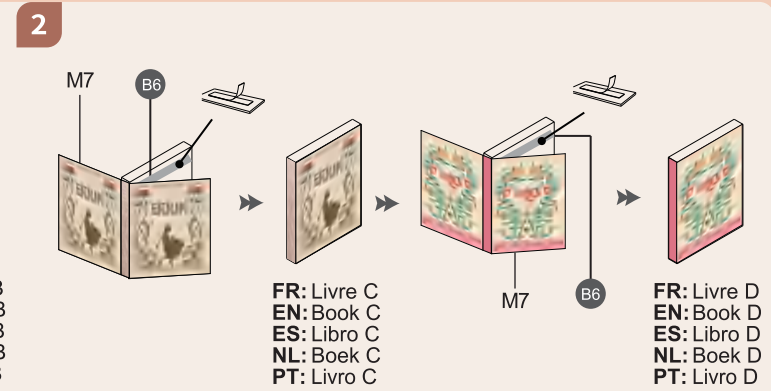 2
M7
B6
M7
B6
B
B
B
B
FR: Livre C
EN: Book C
ES: Libro C
NL: Boek C
PT: Livro C
FR: Livre D
EN: Book D
ES: Libro D
NL: Boek D
PT: Livro D